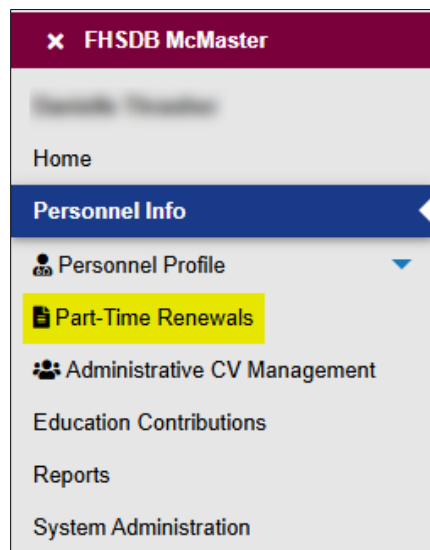 FHSDB McMaster
Home
Personnel Info
Personnel Profile
Part-Time Renewals
Administrative CV Management
Education Contributions
Reports
System Administration